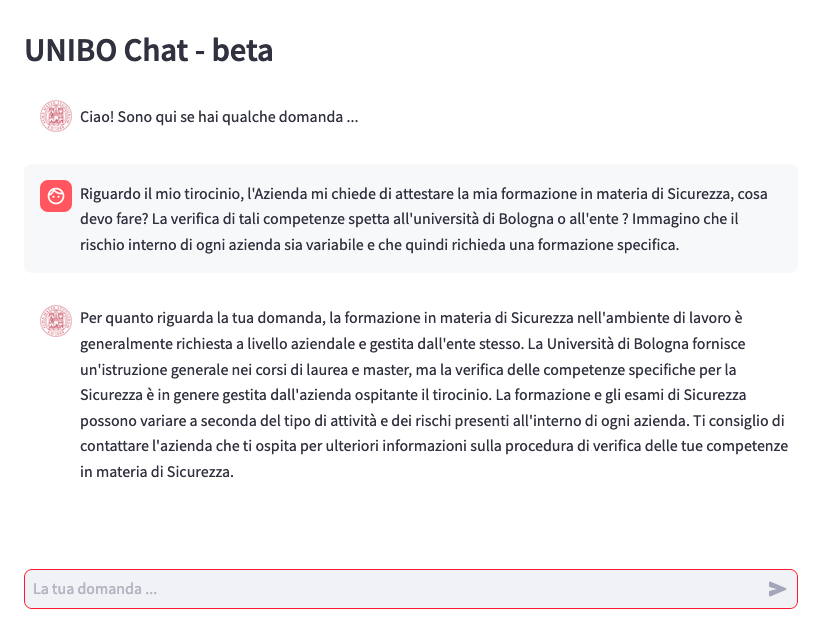 UNIBO Chat - beta
Ciao! Sono qui se hai qualche domanda ...
Riguardo il mio tirocinio, l'Azienda mi chiede di attestare la mia formazione in materia di Sicurezza, cosa
devo fare? La verifica di tali competenze spetta all'università di Bologna o all'ente ? Immagino che il
rischio interno di ogni azienda sia variabile e che quindi richieda una formazione specifica.
Per quanto riguarda la tua domanda, la formazione in materia di Sicurezza nell'ambiente di lavoro è
generalmente richiesta a livello aziendale e gestita dall'ente stesso. La Università di Bologna fornisce
un'istruzione generale nei corsi di laurea e master, ma la verifica delle competenze specifiche per la
Sicurezza è in genere gestita dall'azienda ospitante il tirocinio. La formazione e gli esami di Sicurezza
possono variare a seconda del tipo di attività e dei rischi presenti all'interno di ogni azienda. Ti consiglio di
contattare l'azienda che ti ospita per ulteriori informazioni sulla procedura di verifica delle tue competenze
in materia di Sicurezza.
La tua domanda ...